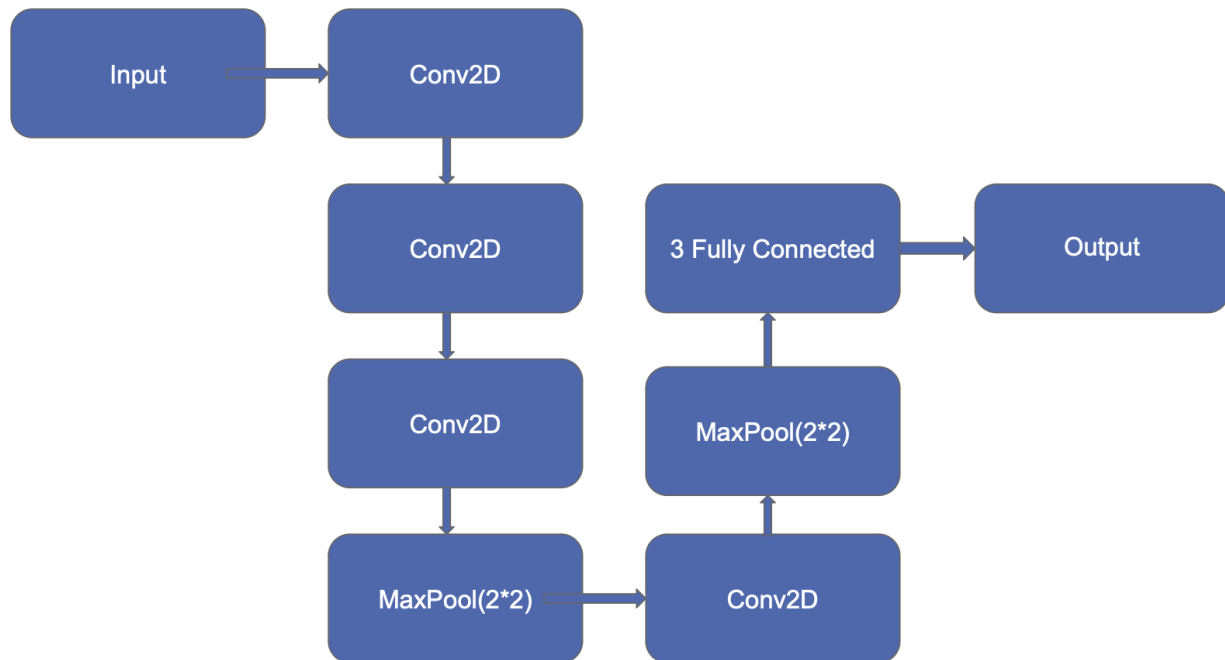 Input
Conv2D
Conv2D
Conv2D
MaxPool(2*2)
Conv2D
MaxPool(2*2)
3 Fully Connected
Output